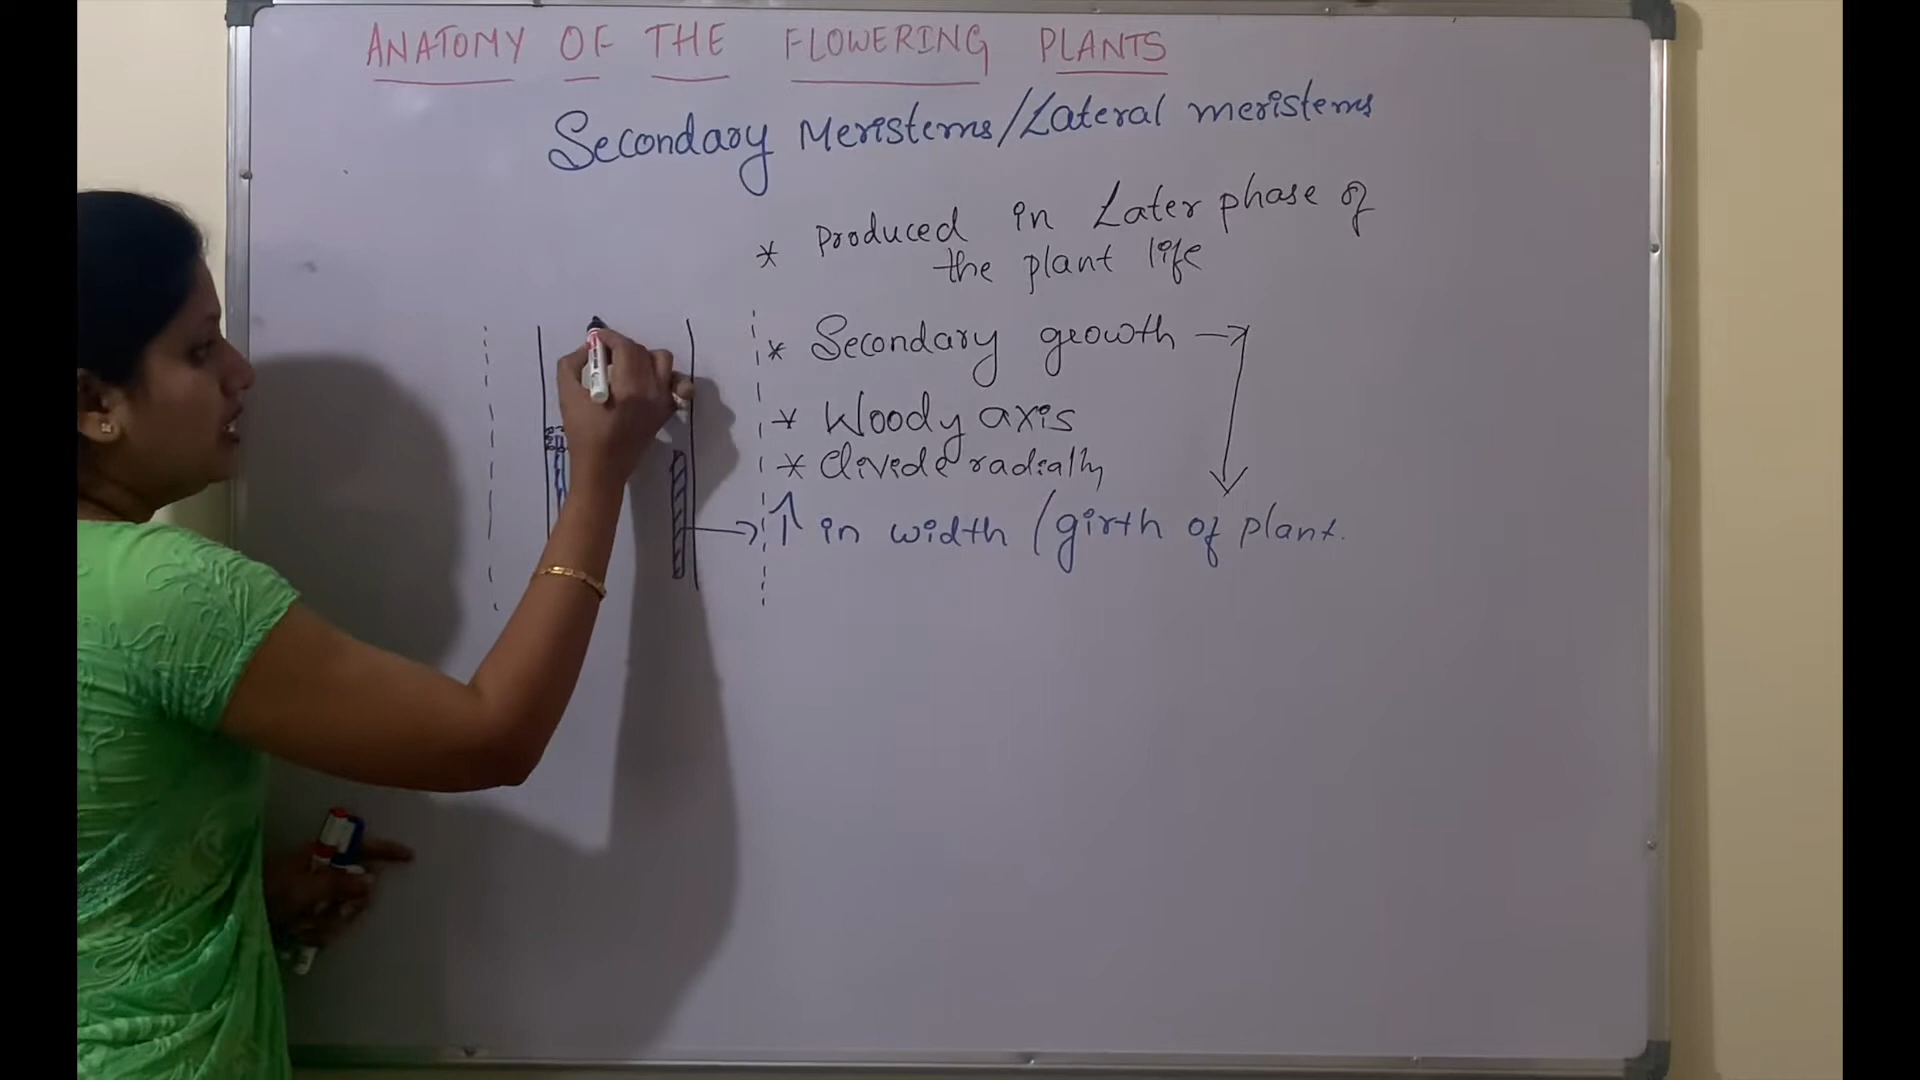 ANATOMY OF THE FLOWERING PLANTS
Secondary Meristems/Lateral meristems
* Produced in Later phase of
the plant life
* Secondary growth →
* Woody axis
* divide radially
↑ in width / girth of plant.